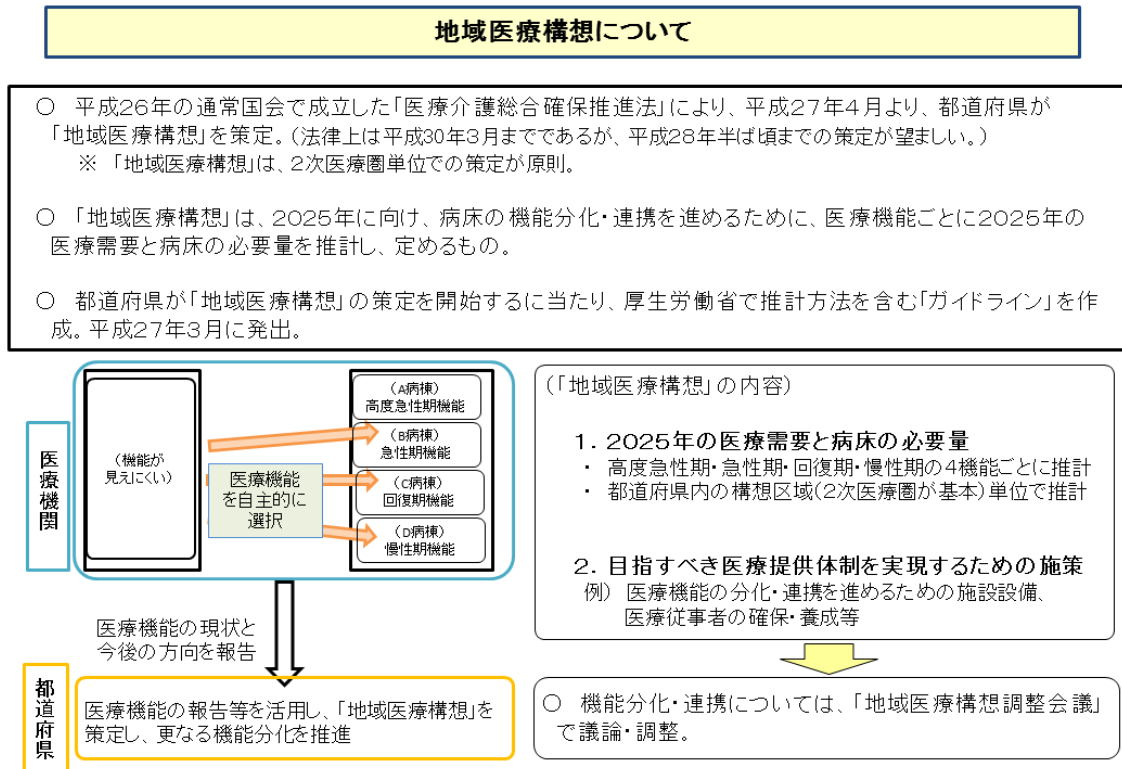 地域医療構想について
○　平成26年の通常国会で成立した「医療介護総合確保推進法」により、平成27年４月より、都道府県が
「地域医療構想」を策定。（法律上は平成30年３月までであるが、平成28年半ば頃までの策定が望ましい。）
※　「地域医療構想」は、２次医療圏単位での策定が原則。
○　「地域医療構想」は、2025年に向け、病床の機能分化・連携を進めるために、医療機能ごとに2025年の
医療需要と病床の必要量を推計し、定めるもの。
○　都道府県が「地域医療構想」の策定を開始するに当たり、厚生労働省で推計方法を含む「ガイドライン」を作
成。平成27年３月に発出。
医療機関
（機能が
見えにくい）
医療機能
を自主的に
選択
（A病棟）
高度急性期機能
（B病棟）
急性期機能
（C病棟）
回復期機能
（D病棟）
慢性期機能
医療機能の現状と
今後の方向を報告
都道府県
医療機能の報告等を活用し、「地域医療構想」を
策定し、更なる機能分化を推進
（「地域医療構想」の内容）
１．2025年の医療需要と病床の必要量
・　高度急性期・急性期・回復期・慢性期の４機能ごとに推計
・　都道府県内の構想区域（２次医療圏が基本）単位で推計
２．目指すべき医療提供体制を実現するための施策
例）　医療機能の分化・連携を進めるための施設設備、
医療従事者の確保・養成等
○　機能分化・連携については、「地域医療構想調整会議」
で議論・調整。